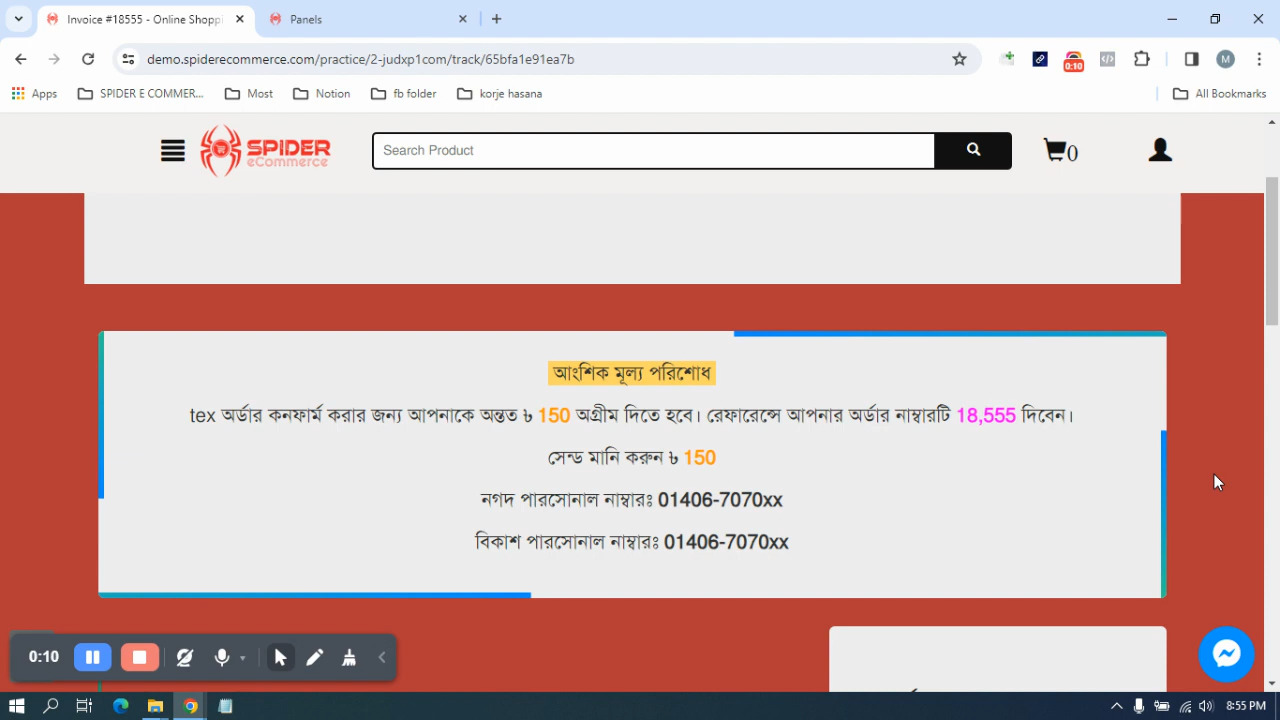 Invoice #18555 - Online Shoppi
Panels
demo.spiderecommerce.com/practice/2-judxp1com/track/65bfa1e91ea7b
0:10
M
Apps
SPIDER E COMMER...
Most
Notion
fb folder
korje hasana
All Bookmarks
SPIDER
eCommerce
Search Product
0
আংশিক মূল্য পরিশোধ
tex অর্ডার কনফার্ম করার জন্য আপনাকে অন্তত ৳ 150 অগ্রীম দিতে হবে। রেফারেন্সে আপনার অর্ডার নাম্বারটি 18,555 দিবেন।
সেন্ড মানি করুন ৳ 150
নগদ পারসোনাল নাম্বারঃ 01406-7070xx
বিকাশ পারসোনাল নাম্বারঃ 01406-7070xx
0:10
8:55 PM